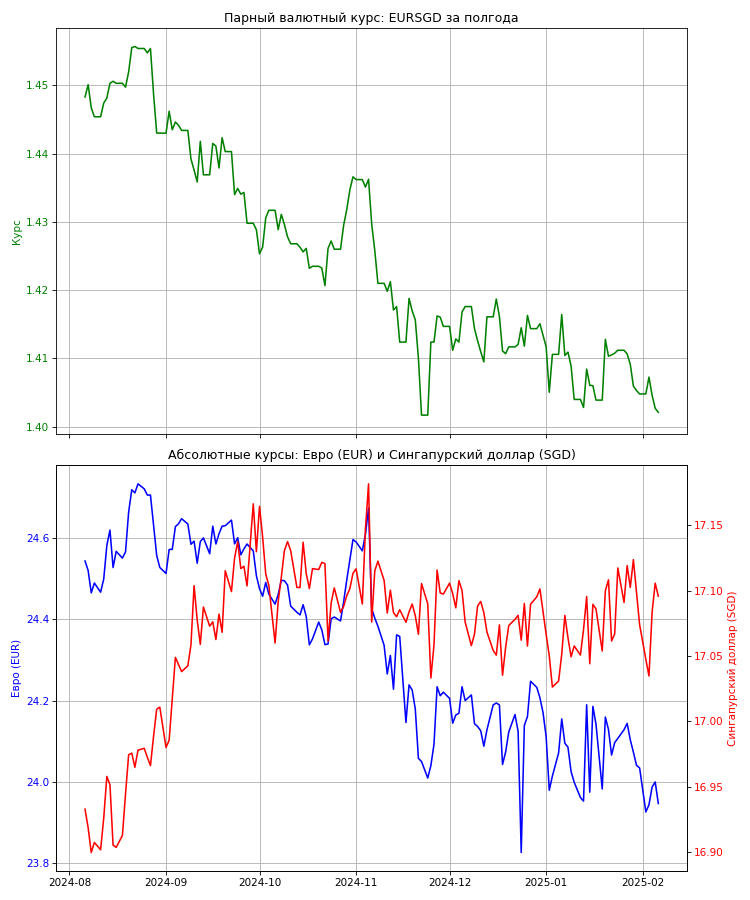 Парный валютный курс: EURSGD за полгода
1.45
1.44
1.43
1.42
1.41
1.40
Курс
Абсолютные курсы: Евро (EUR) и Сингапурский доллар (SGD)
24.6
24.4
24.2
24.0
23.8
Евро (EUR)
17.15
17.10
17.05
17.00
16.95
16.90
Сингапурский доллар (SGD)
2024-08 2024-09 2024-10 2024-11 2024-12 2025-01 2025-02